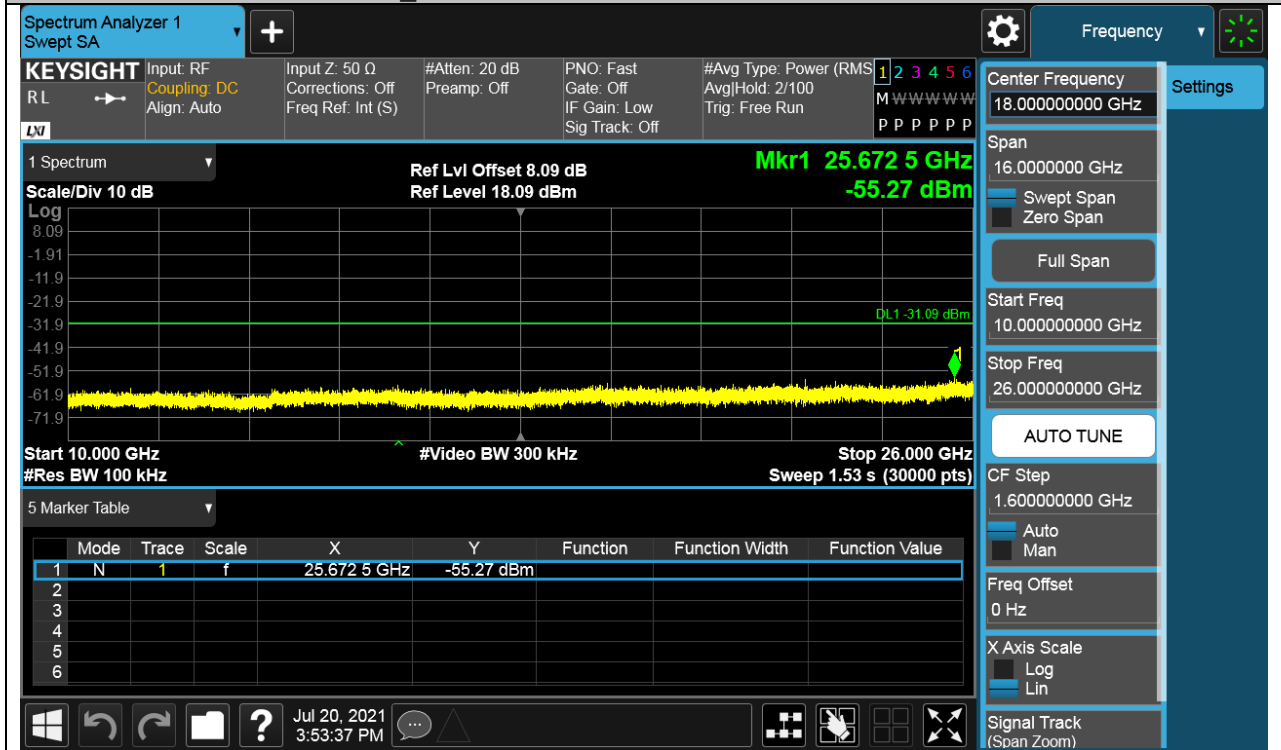 Spectrum Analyzer 1
Swept SA
Frequency
KEYSIGHT
RL
LXI
Input: RF
Coupling: DC
Align: Auto
Input Z: 50 Ω
Corrections: Off
Freq Ref: Int (S)
#Atten: 20 dB
Preamp: Off
PNO: Fast
Gate: Off
IF Gain: Low
Sig Track: Off
#Avg Type: Power (RMS
Avg|Hold: 2/100
Trig: Free Run
1 2 3 4 5 6
M W W W W W
P P P P P P
1 Spectrum
Scale/Div 10 dB
Ref Lvl Offset 8.09 dB
Ref Level 18.09 dBm
Mkr1 25.672 5 GHz
-55.27 dBm
Log
8.09
-1.91
-11.9
-21.9
-31.9
-41.9
-51.9
-61.9
-71.9
DL1 -31.09 dBm
1
Start 10.000 GHz
#Video BW 300 kHz
Stop 26.000 GHz
#Res BW 100 kHz
Sweep 1.53 s (30000 pts)
5 Marker Table
Mode Trace Scale X Y Function Function Width Function Value
1 N 1 f 25.672 5 GHz -55.27 dBm
2
3
4
5
6
Jul 20, 2021
3:53:37 PM
Center Frequency
18.000000000 GHz
Settings
Span
16.0000000 GHz
Swept Span
Zero Span
Full Span
Start Freq
10.000000000 GHz
Stop Freq
26.000000000 GHz
AUTO TUNE
CF Step
1.600000000 GHz
Auto
Man
Freq Offset
0 Hz
X Axis Scale
Log
Lin
Signal Track
(Span Zoom)